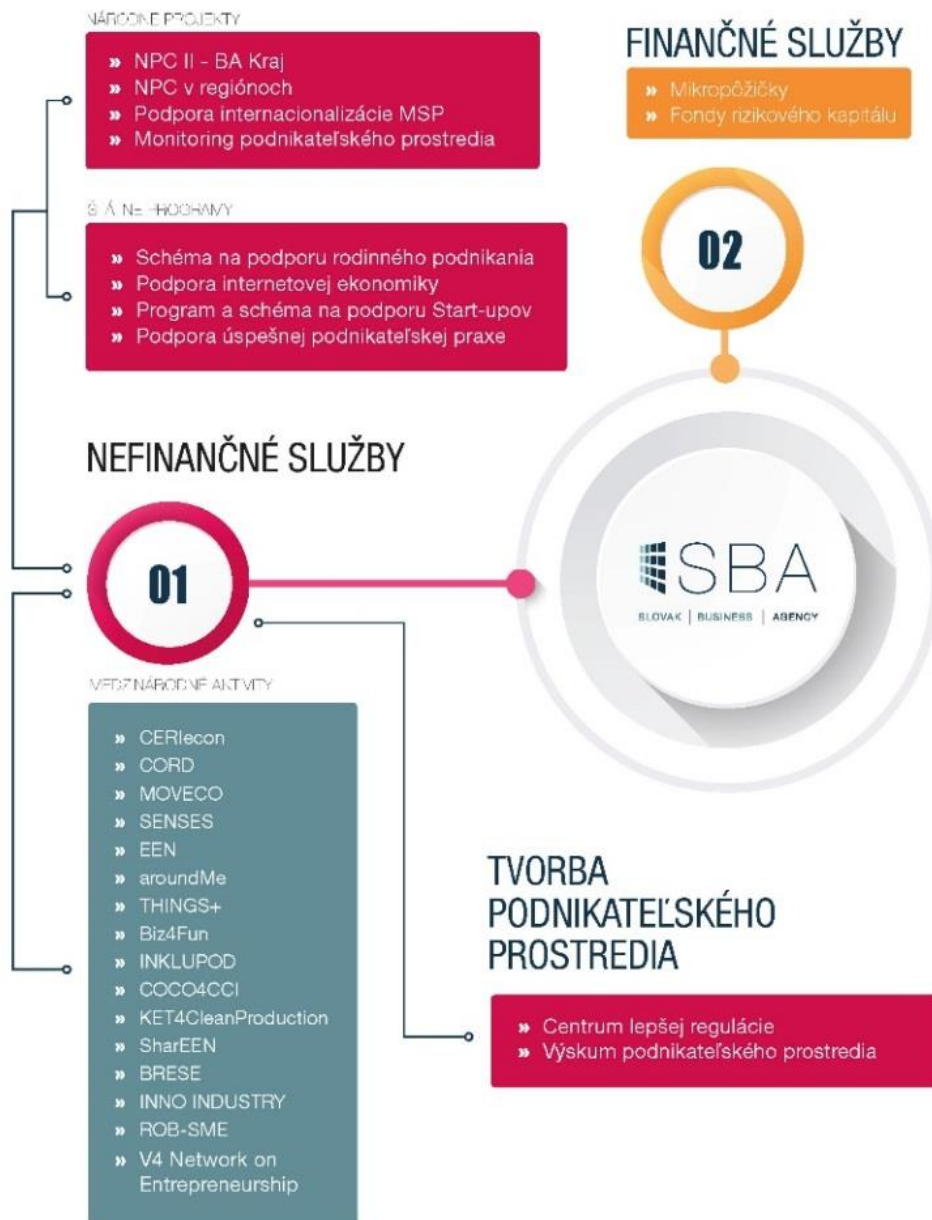 NÁRODNÉ PROJEKTY
» NPC II - BA Kraj
» NPC v regiónoch
» Podpora internacionalizácie MSP
» Monitoring podnikateľského prostredia
ŠTÁTNE PROGRAMY
» Schéma na podporu rodinného podnikania
» Podpora internetovej ekonomiky
» Program a schéma na podporu Start-upov
» Podpora úspešnej podnikateľskej praxe
FINANČNÉ SLUŽBY
» Mikropôžičky
» Fondy rizikového kapitálu
02
NEFINANČNÉ SLUŽBY
01
SBA
SLOVAK | BUSINESS | AGENCY
MEDZINÁRODNÉ AKTIVITY
» CERIecon
» CORD
» MOVECO
» SENSES
» EEN
» aroundMe
» THINGS+
» Biz4Fun
» INKLUPOD
» COCO4CCI
» KET4CleanProduction
» SharEEN
» BRESE
» INNO INDUSTRY
» ROB-SME
» V4 Network on
Entrepreneurship
TVORBA
PODNIKATEĽSKÉHO
PROSTREDIA
» Centrum lepšej regulácie
» Výskum podnikateľského prostredia